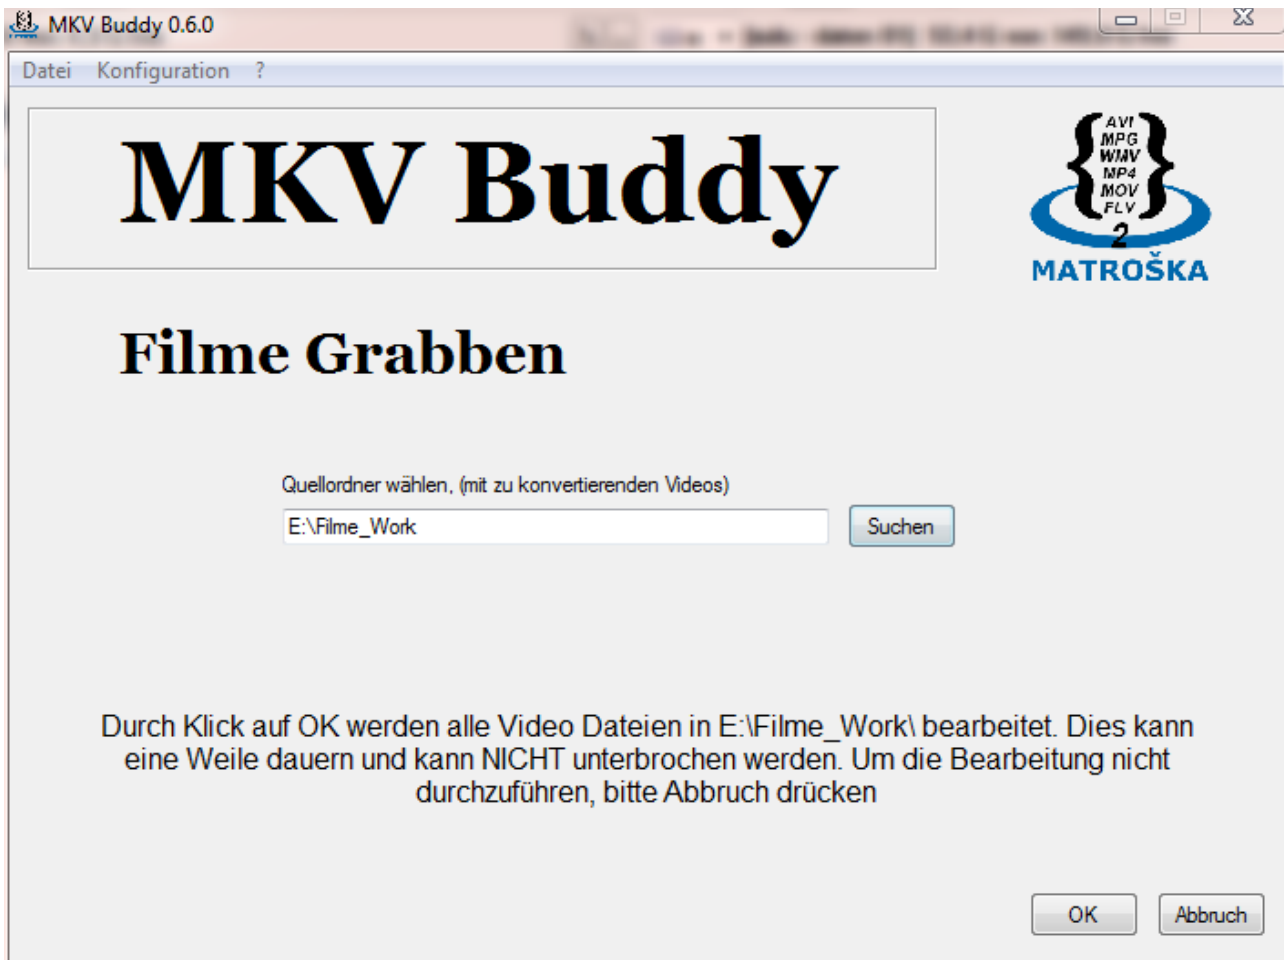 MKV Buddy 0.6.0
Datei Konfiguration ?
MKV Buddy
AVI
MPG
WMV
MP4
MOV
FLV
2
MATROŠKA
Filme Grabben
Quellordner wählen, (mit zu konvertierenden Videos)
E:\Filme_Work
Suchen
Durch Klick auf OK werden alle Video Dateien in E:\Filme_Work\ bearbeitet. Dies kann
eine Weile dauern und kann NICHT unterbrochen werden. Um die Bearbeitung nicht
durchzuführen, bitte Abbruch drücken
OK Abbruch